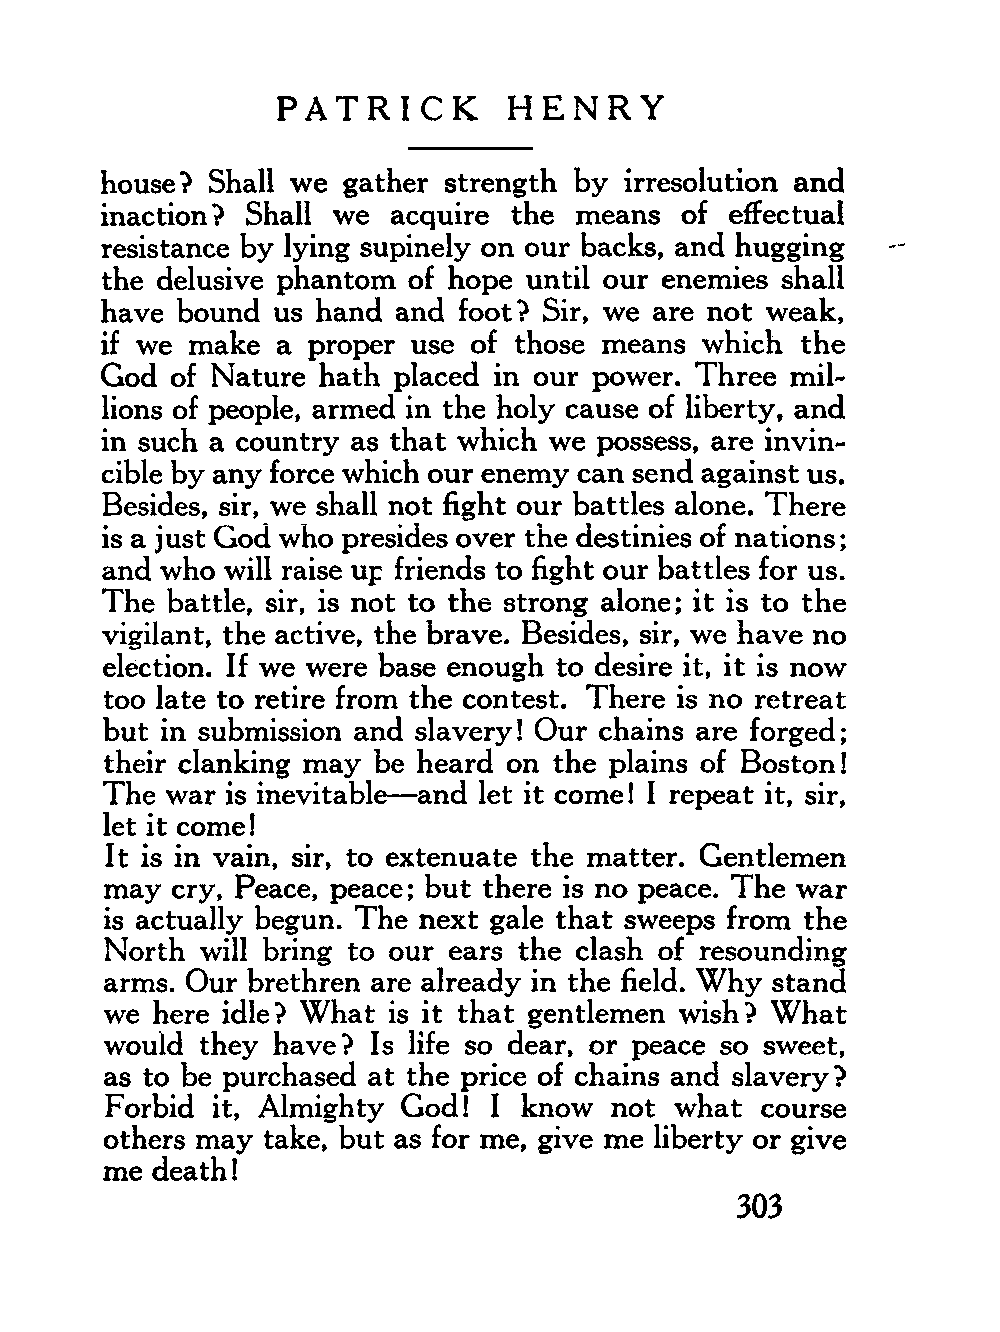 PATRICK HENRY
house? Shall we gather strength by irresolution and
inaction? Shall we acquire the means of effectual
resistance by lying supinely on our backs, and hugging
the delusive phantom of hope until our enemies shall
have bound us hand and foot? Sir, we are not weak,
if we make a proper use of those means which the
God of Nature hath placed in our power. Three mil-
lions of people, armed in the holy cause of liberty, and
in such a country as that which we possess, are invin-
cible by any force which our enemy can send against us.
Besides, sir, we shall not fight our battles alone. There
is a just God who presides over the destinies of nations;
and who will raise up friends to fight our battles for us.
The battle, sir, is not to the strong alone; it is to the
vigilant, the active, the brave. Besides, sir, we have no
election. If we were base enough to desire it, it is now
too late to retire from the contest. There is no retreat
but in submission and slavery! Our chains are forged;
their clanking may be heard on the plains of Boston!
The war is inevitable—and let it come! I repeat it, sir,
let it come!
It is in vain, sir, to extenuate the matter. Gentlemen
may cry, Peace, peace; but there is no peace. The war
is actually begun. The next gale that sweeps from the
North will bring to our ears the clash of resounding
arms. Our brethren are already in the field. Why stand
we here idle? What is it that gentlemen wish? What
would they have? Is life so dear, or peace so sweet,
as to be purchased at the price of chains and slavery?
Forbid it, Almighty God! I know not what course
others may take, but as for me, give me liberty or give
me death!
303